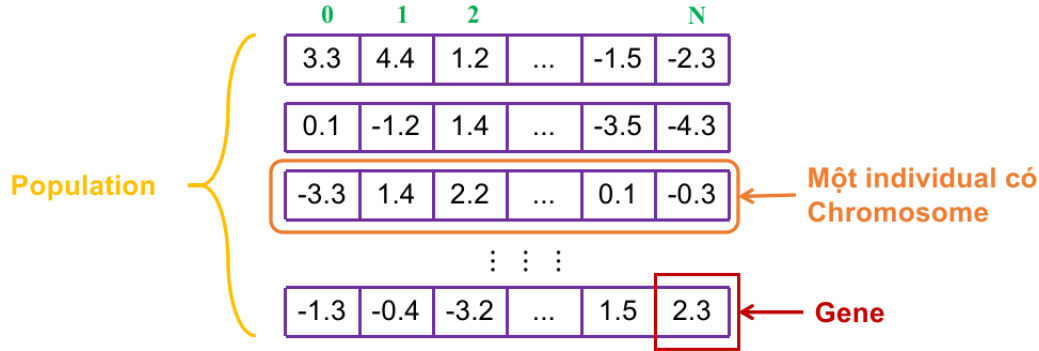 0 1 2 N
3.3 4.4 1.2 ... -1.5 -2.3
0.1 -1.2 1.4 ... -3.5 -4.3
Population
-3.3 1.4 2.2 ... 0.1 -0.3
Một individual có
Chromosome
⋮ ⋮ ⋮
-1.3 -0.4 -3.2 ... 1.5 2.3
Gene